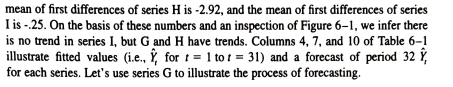 mean of first differences of series H is -2.92, and the mean of first differences of series
I is -.25. On the basis of these numbers and an inspection of Figure 6–1, we infer there
is no trend in series I, but G and H have trends. Columns 4, 7, and 10 of Table 6–1
illustrate fitted values (i.e., Ŷt for t = 1 to t = 31) and a forecast of period 32 Ŷt
for each series. Let's use series G to illustrate the process of forecasting.